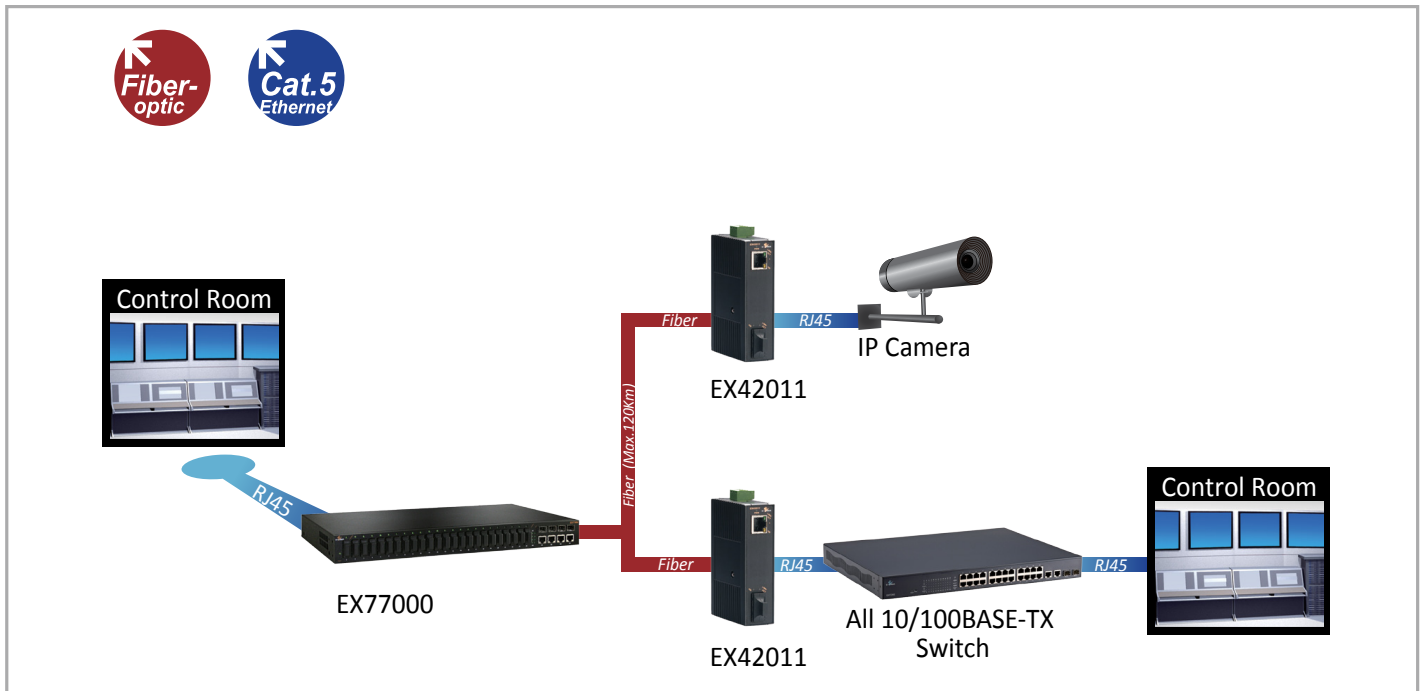 Fiber-
optic
Cat.5
Ethernet
Control Room
RJ45
EX77000
Fiber (Max.120Km)
Fiber
RJ45
IP Camera
EX42011
Fiber
RJ45
EX42011
All 10/100BASE-TX
Switch
RJ45
Control Room